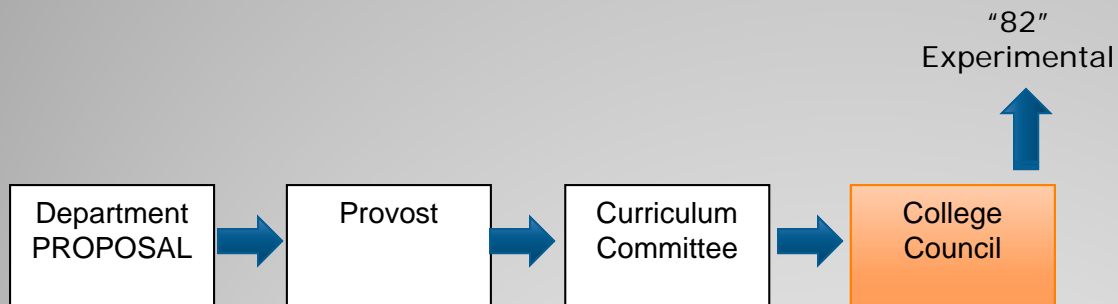 “82”
Experimental
Department
PROPOSAL
Provost
Curriculum
Committee
College
Council